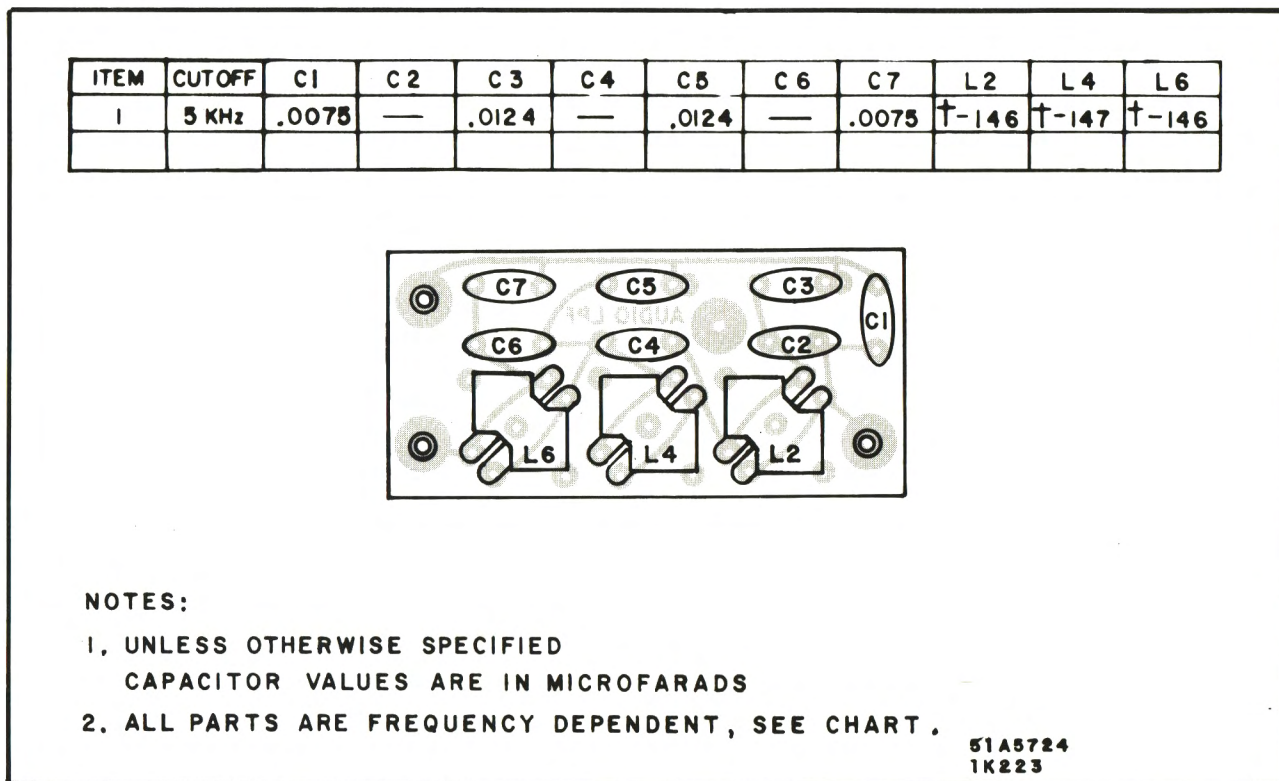 ITEM CUTOFF C1 C2 C3 C4 C5 C6 C7 L2 L4 L6
1 5 KHz .0075 — .0124 — .0124 — .0075 †-146 †-147 †-146
C7 C5 C3
C1
AUDIO LPF
C6 C4 C2
L6 L4 L2
NOTES:
1. UNLESS OTHERWISE SPECIFIED
CAPACITOR VALUES ARE IN MICROFARADS
2. ALL PARTS ARE FREQUENCY DEPENDENT, SEE CHART.
51A5724
1K223